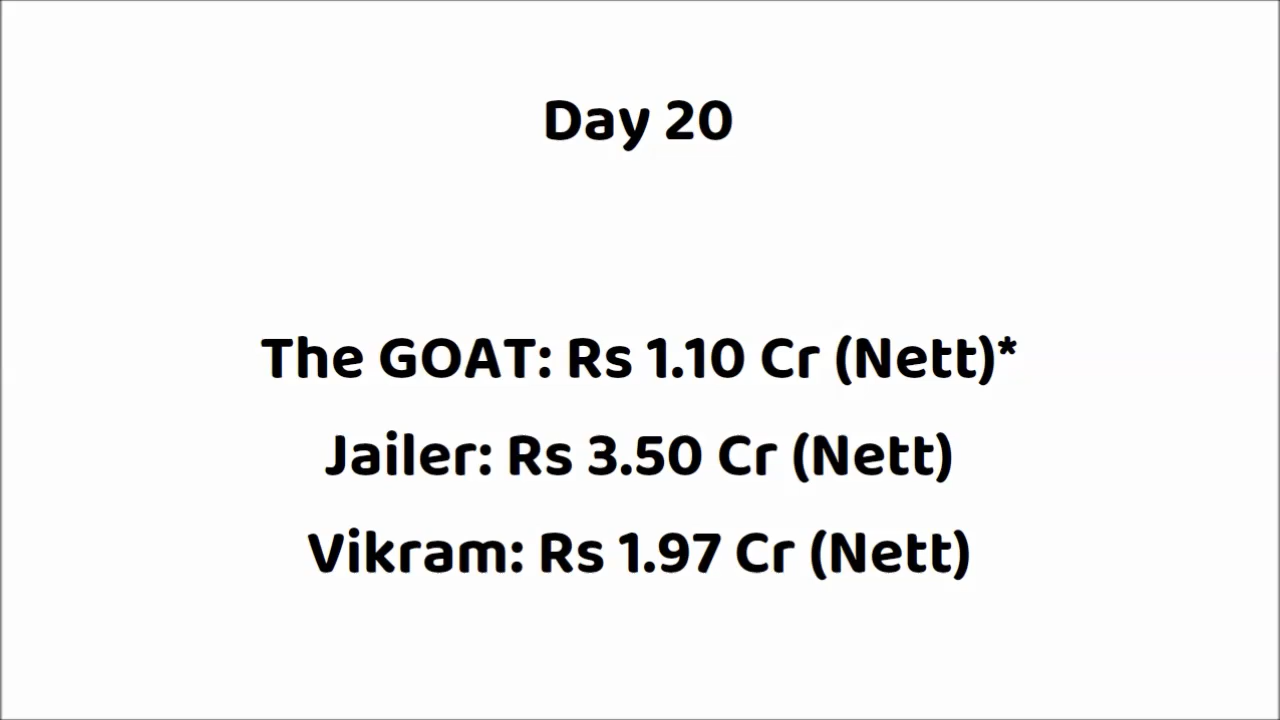 Day 20
The GOAT: Rs 1.10 Cr (Nett)*
Jailer: Rs 3.50 Cr (Nett)
Vikram: Rs 1.97 Cr (Nett)